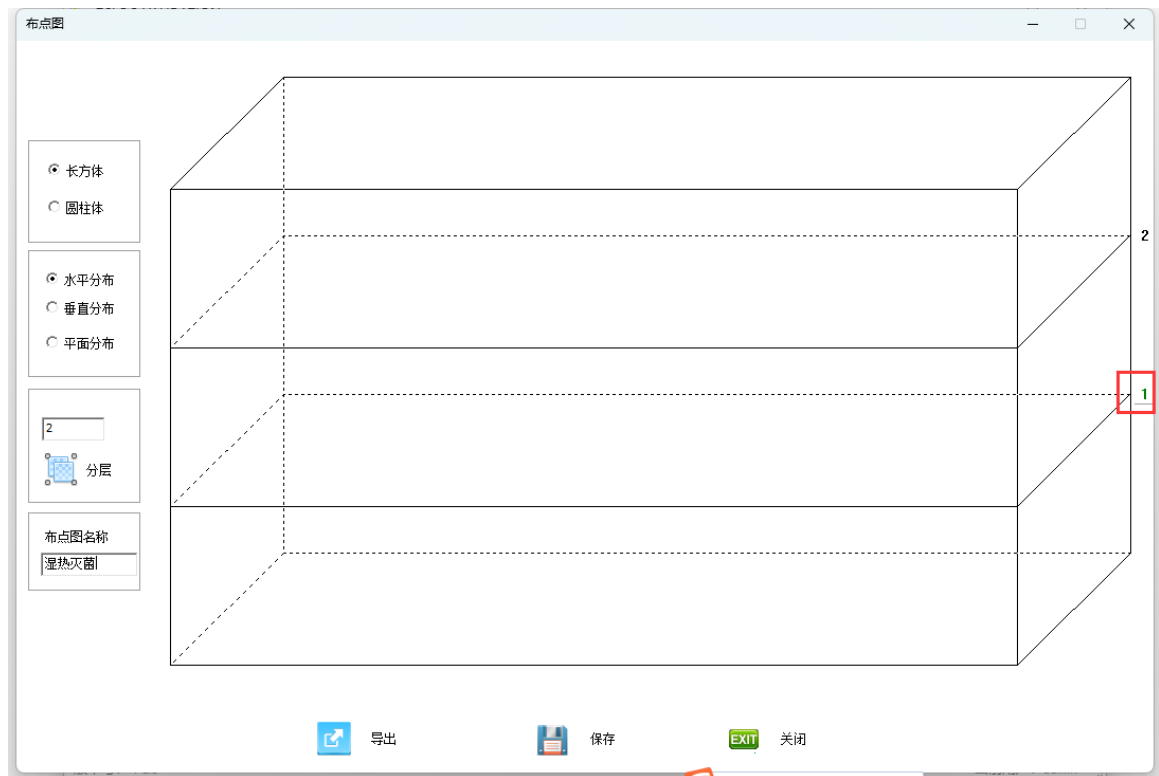 布点图
长方体
圆柱体
2
水平分布
垂直分布
平面分布
1
2
分层
布点图名称
湿热灭菌
导出
保存
EXIT 关闭